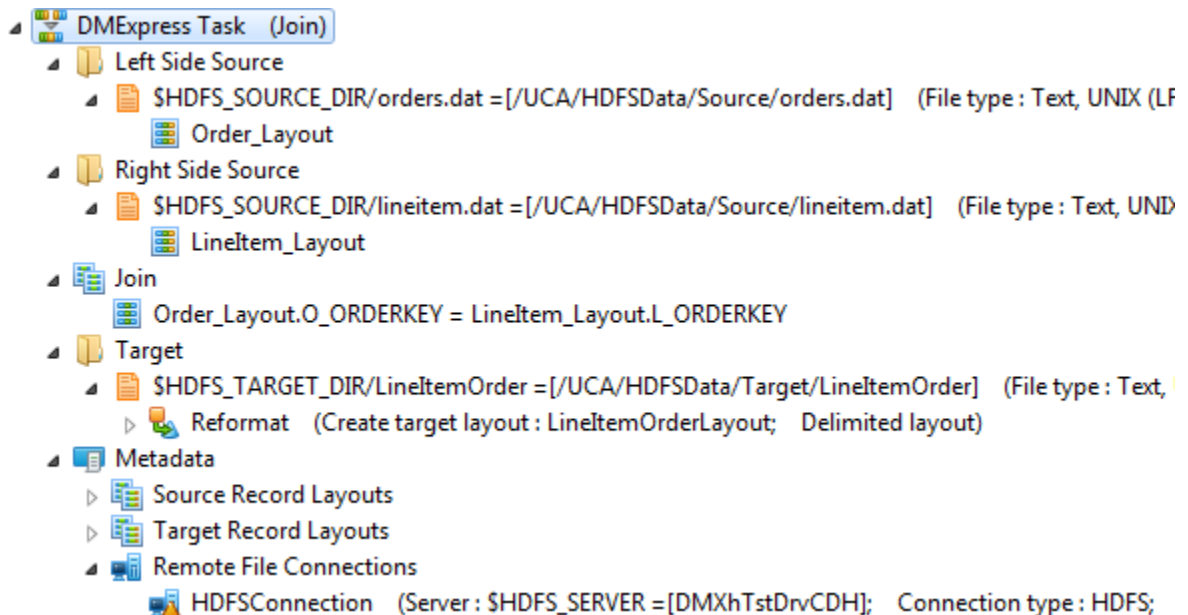 DMExpress Task (Join)
Left Side Source
$HDFS_SOURCE_DIR/orders.dat =[/UCA/HDFSData/Source/orders.dat] (File type : Text, UNIX (LF
Order_Layout
Right Side Source
$HDFS_SOURCE_DIR/lineitem.dat =[/UCA/HDFSData/Source/lineitem.dat] (File type : Text, UNIX
LineItem_Layout
Join
Order_Layout.O_ORDERKEY = LineItem_Layout.L_ORDERKEY
Target
$HDFS_TARGET_DIR/LineItemOrder =[/UCA/HDFSData/Target/LineItemOrder] (File type : Text,
Reformat (Create target layout : LineItemOrderLayout; Delimited layout)
Metadata
Source Record Layouts
Target Record Layouts
Remote File Connections
HDFSConnection (Server : $HDFS_SERVER =[DMXhTstDrvCDH]; Connection type : HDFS;